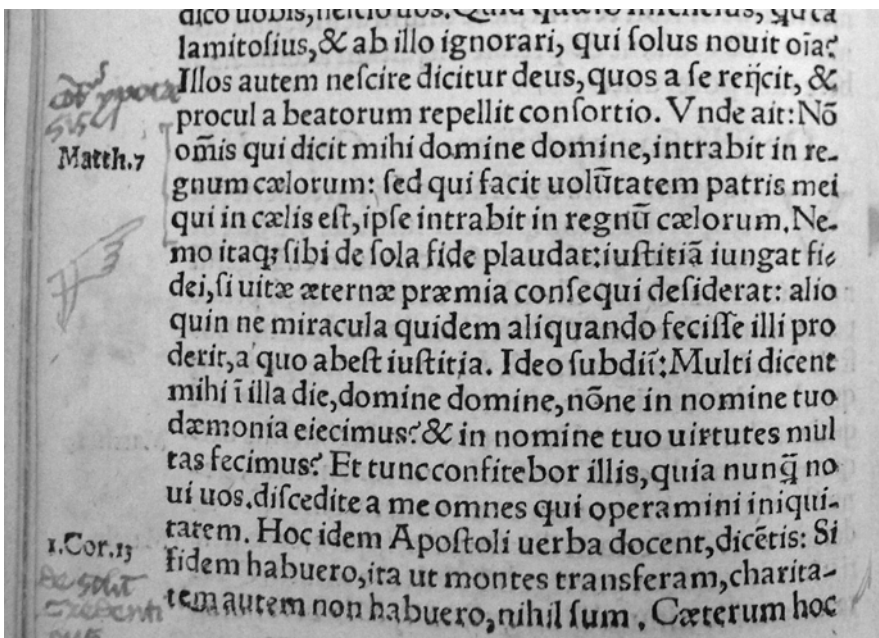 dico uobis, nescio uos.
lamitosius, & ab illo ignorari, qui solus nouit oīa?
Illos autem nescire dicitur deus, quos a se reijcit, &
procul a beatorum repellit consortio. Vnde ait: Nō
Matth.7
om̄is qui dicit mihi domine domine, intrabit in re-
gnum cælorum: sed qui facit uolūtatem patris mei
qui in cælis est, ipse intrabit in regnū cælorum. Ne-
mo itaq; sibi de sola fide plaudat: iustitiā iungat fi-
dei, si uitæ æternæ præmia consequi desiderat: alio
quin ne miracula quidem aliquando fecisse illi pro
derit, a quo abest iustitia. Ideo subdit: Multi dicent
mihi ī illa die, domine domine, nōne in nomine tuo
dæmonia eiecimus? & in nomine tuo uirtutes mul
tas fecimus? Et tunc confitebor illis, quia nunq̄ no
ui uos. discedite a me omnes qui operamini iniqui-
tatem. Hoc idem Apostoli uerba docent, dicētis: Si
1.Cor.13
fidem habuero, ita ut montes transferam, charita-
tem autem non habuero, nihil sum. Cæterum hoc